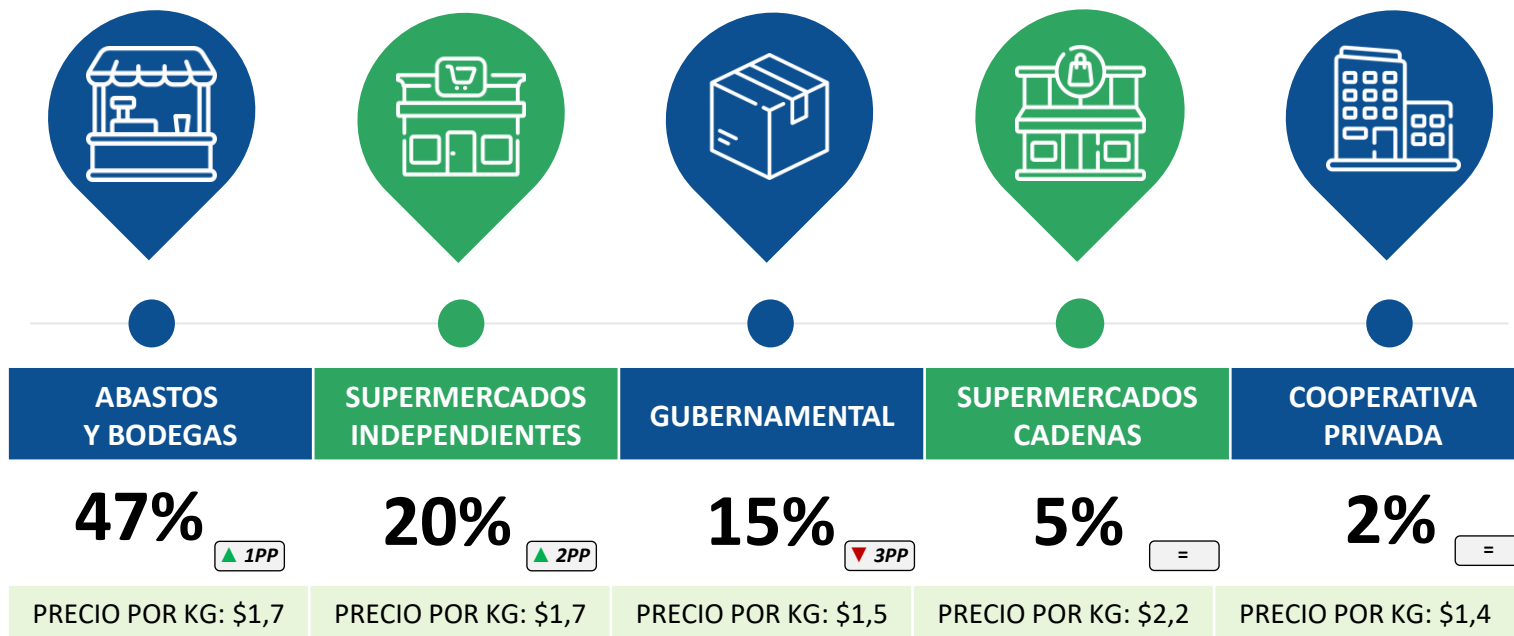 ABASTOS
Y BODEGAS
SUPERMERCADOS
INDEPENDIENTES
GUBERNAMENTAL
SUPERMERCADOS
CADENAS
COOPERATIVA
PRIVADA
47% ▲ 1PP
20% ▲ 2PP
15% ▼ 3PP
5% =
2% =
PRECIO POR KG: $1,7
PRECIO POR KG: $1,7
PRECIO POR KG: $1,5
PRECIO POR KG: $2,2
PRECIO POR KG: $1,4